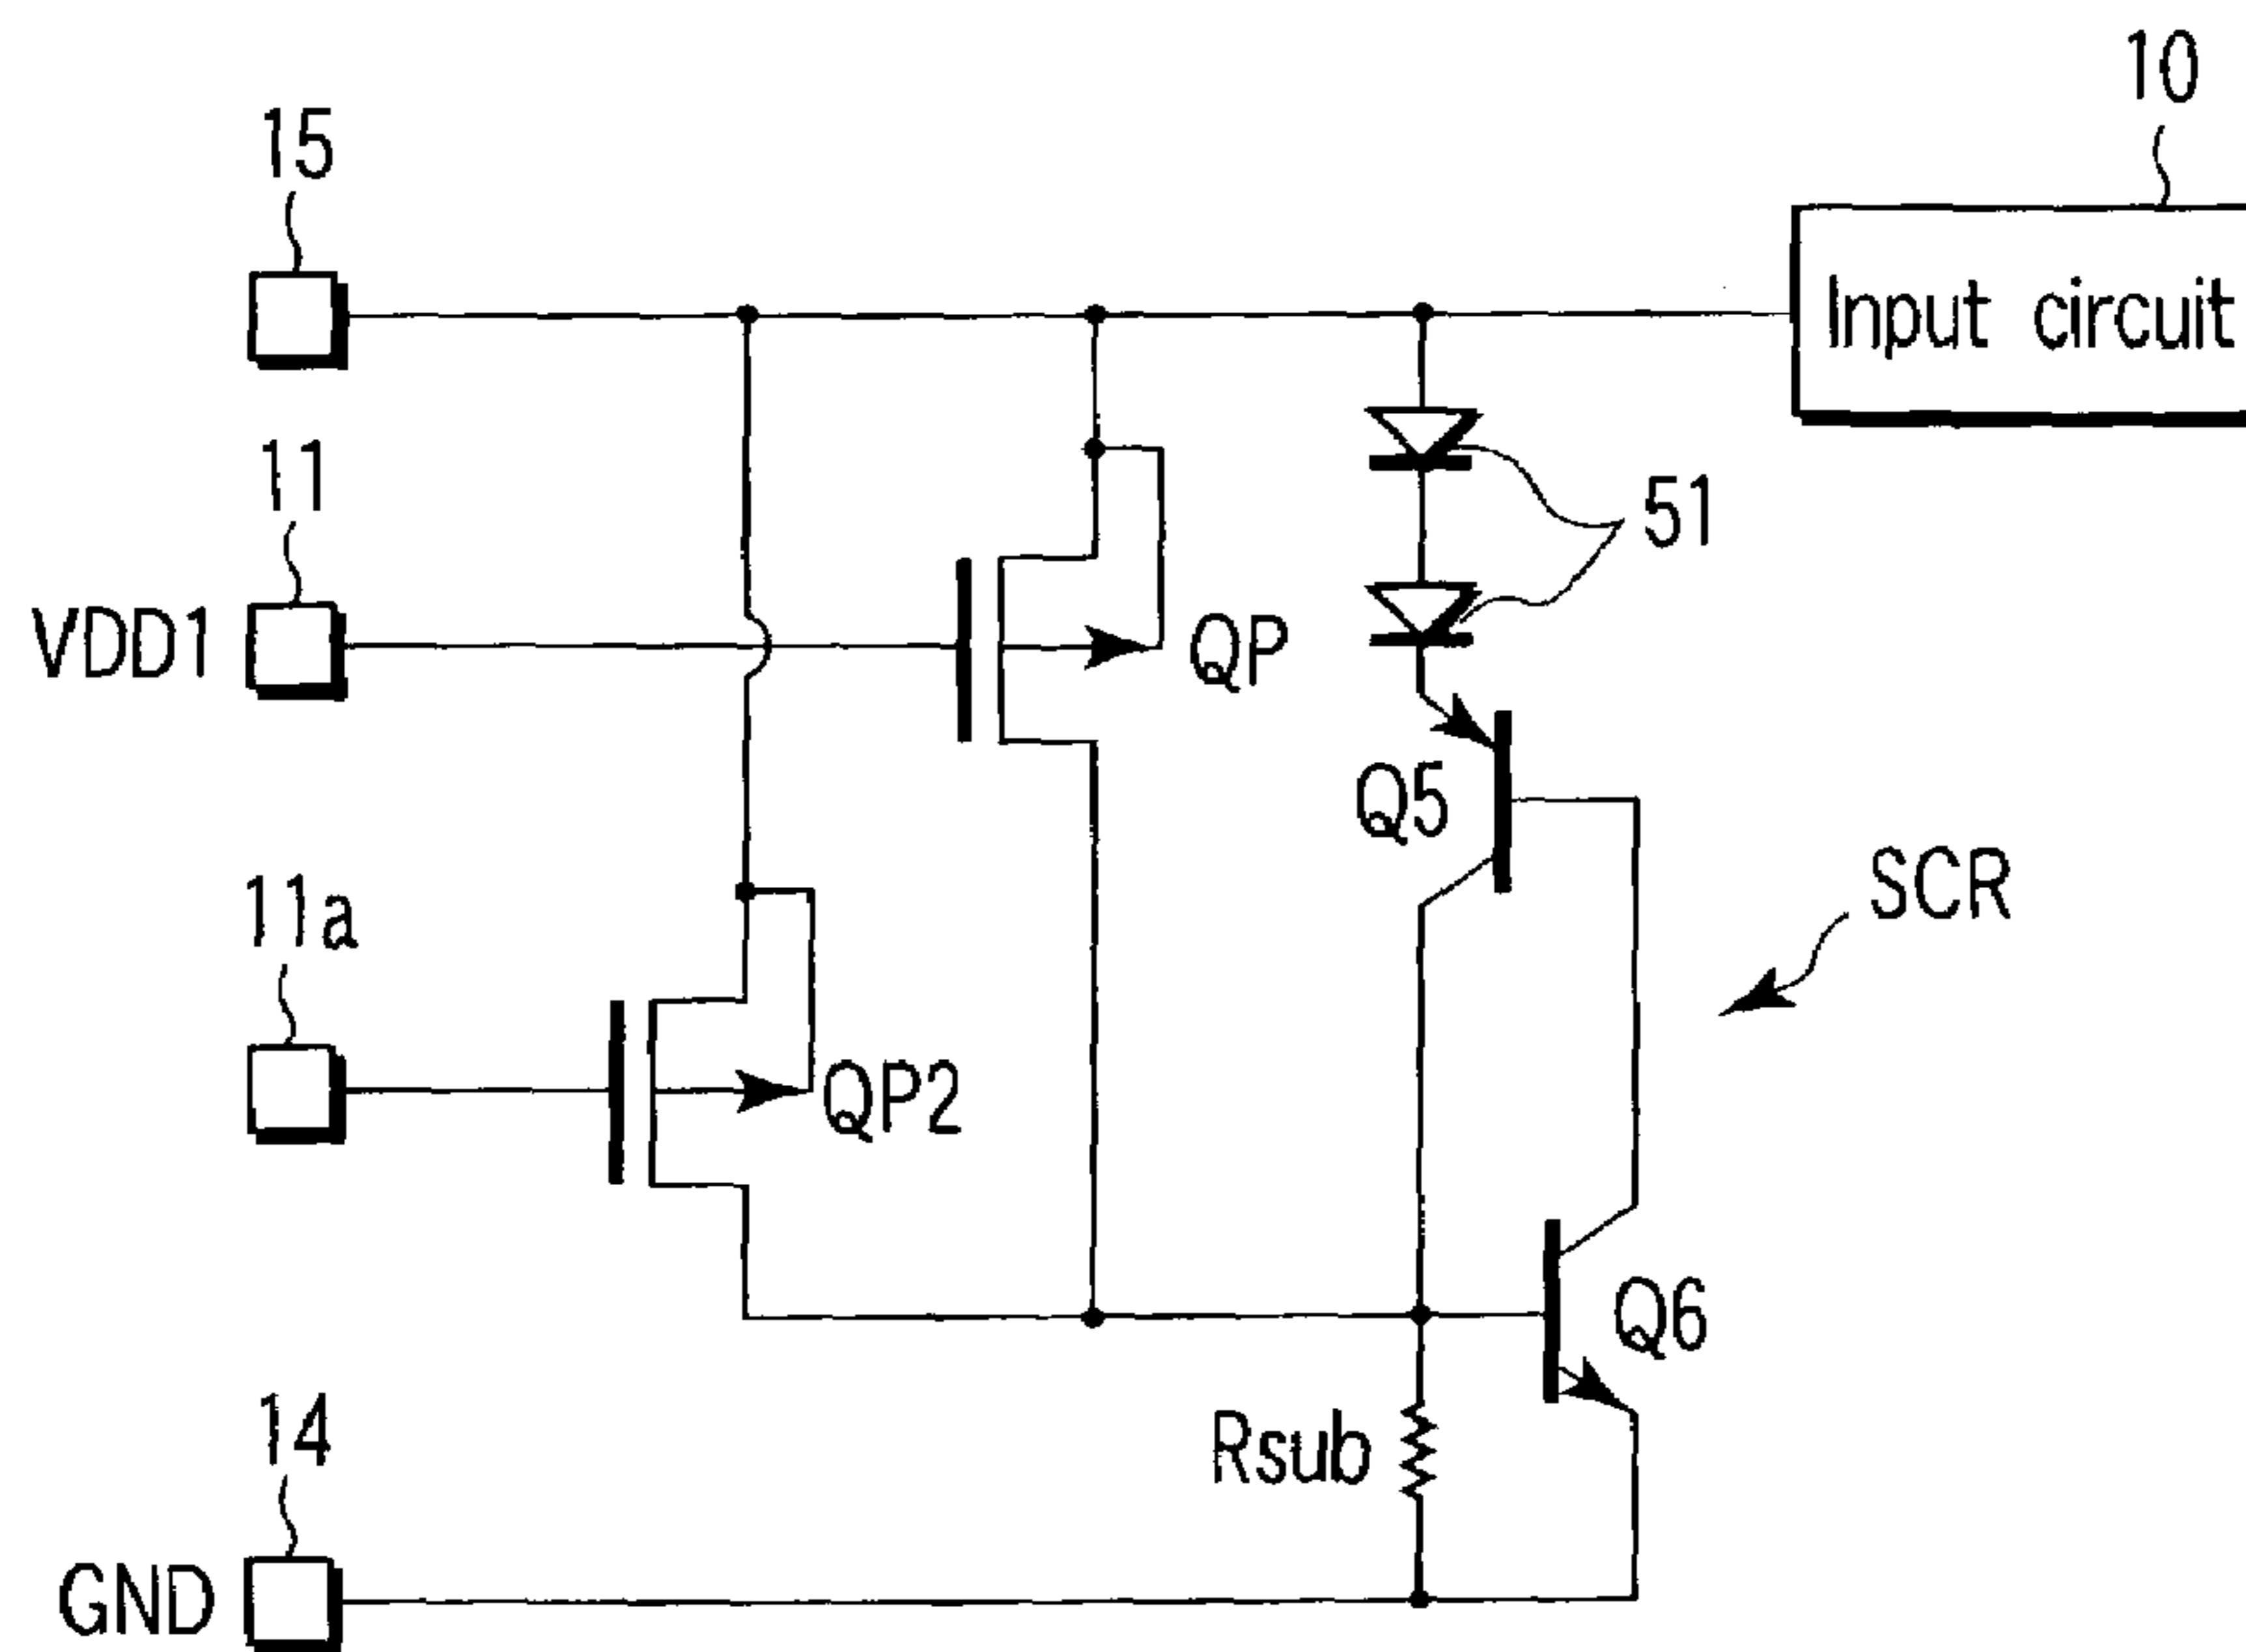 10
15
Input circuit
11
51
VDD1
QP
Q5
SCR
11a
QP2
Q6
14
Rsub
GND